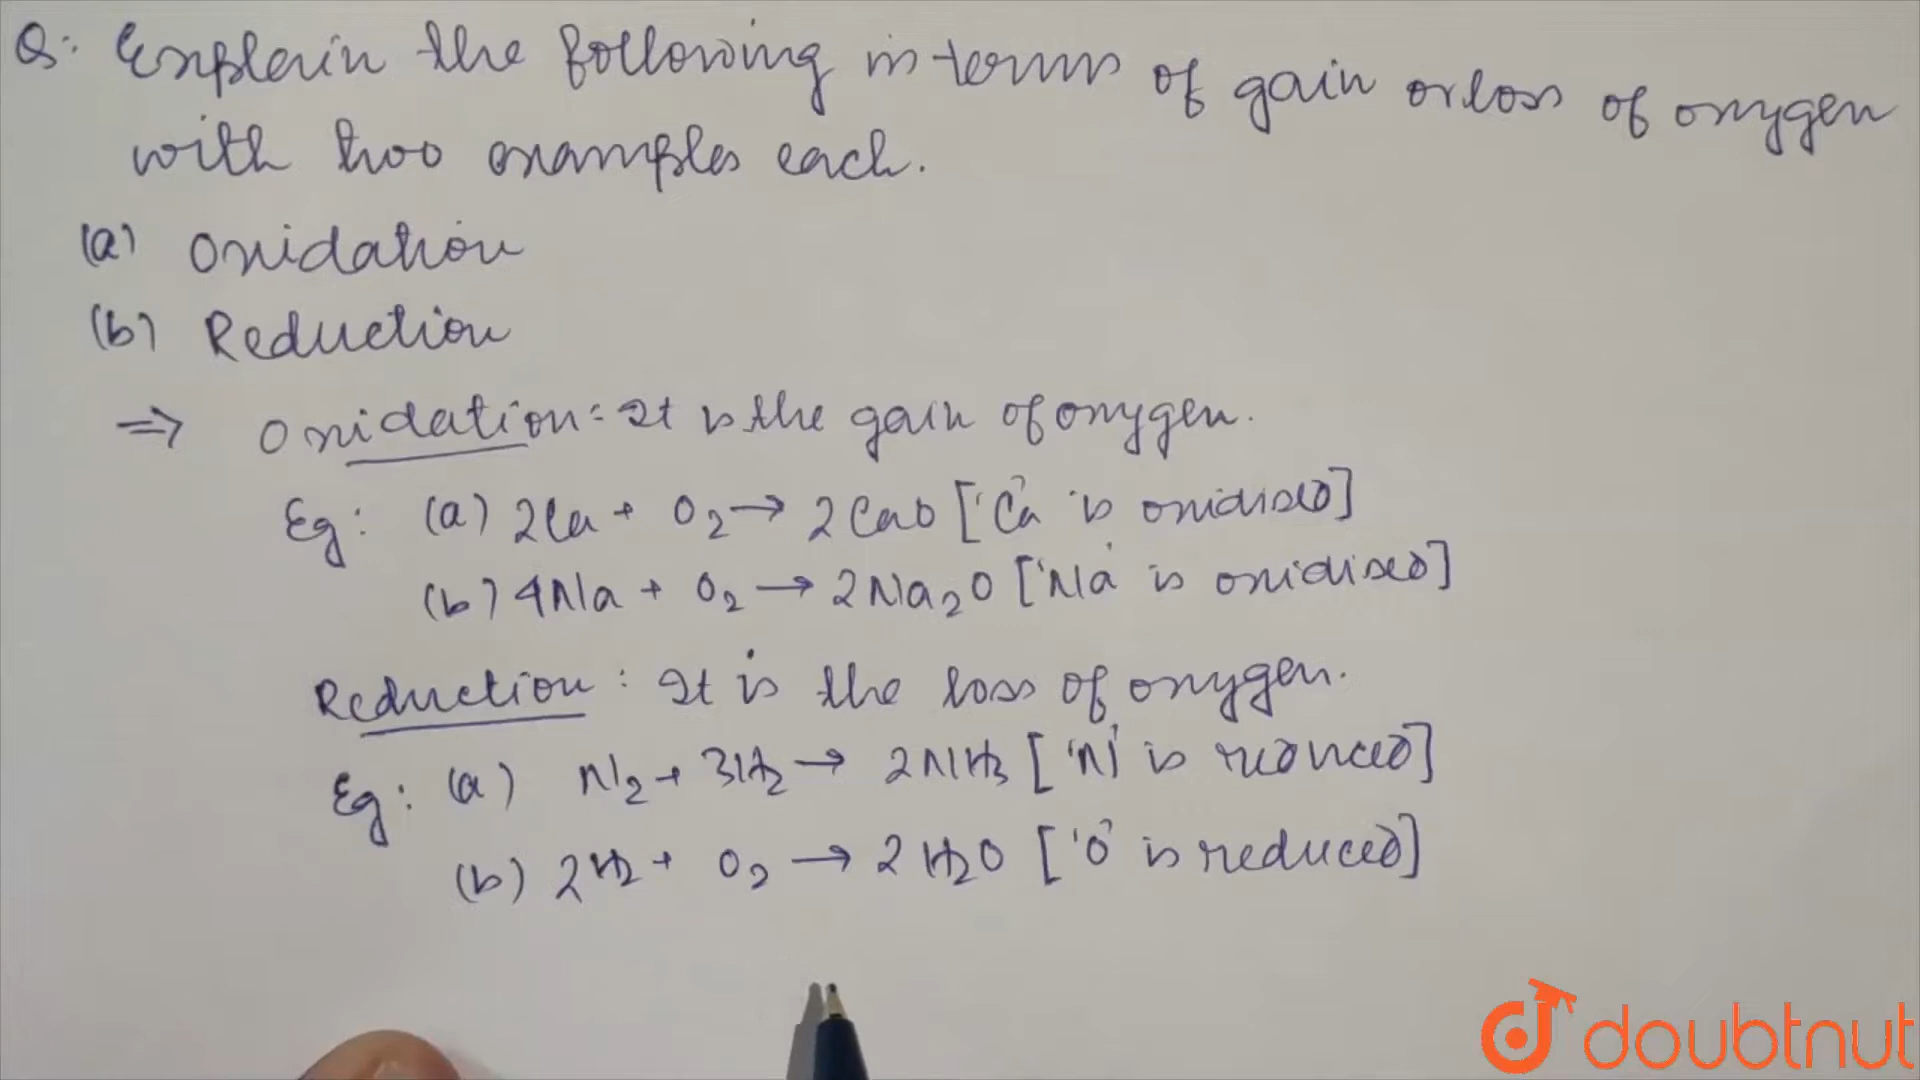 Q: Explain the following in terms of gain or loss of oxygen
with two examples each.
(a) Oxidation
(b) Reduction
⇒ Oxidation: It is the gain of oxygen.
Eg: (a) 2Ca + O2 → 2CaO ['Ca' is oxidised]
(b) 4Na + O2 → 2Na2O ['Na' is oxidised]
Reduction: It is the loss of oxygen.
Eg: (a) N2 + 3H2 → 2NH3 ['N' is reduced]
(b) 2H2 + O2 → 2H2O ['O' is reduced]
doubtnut